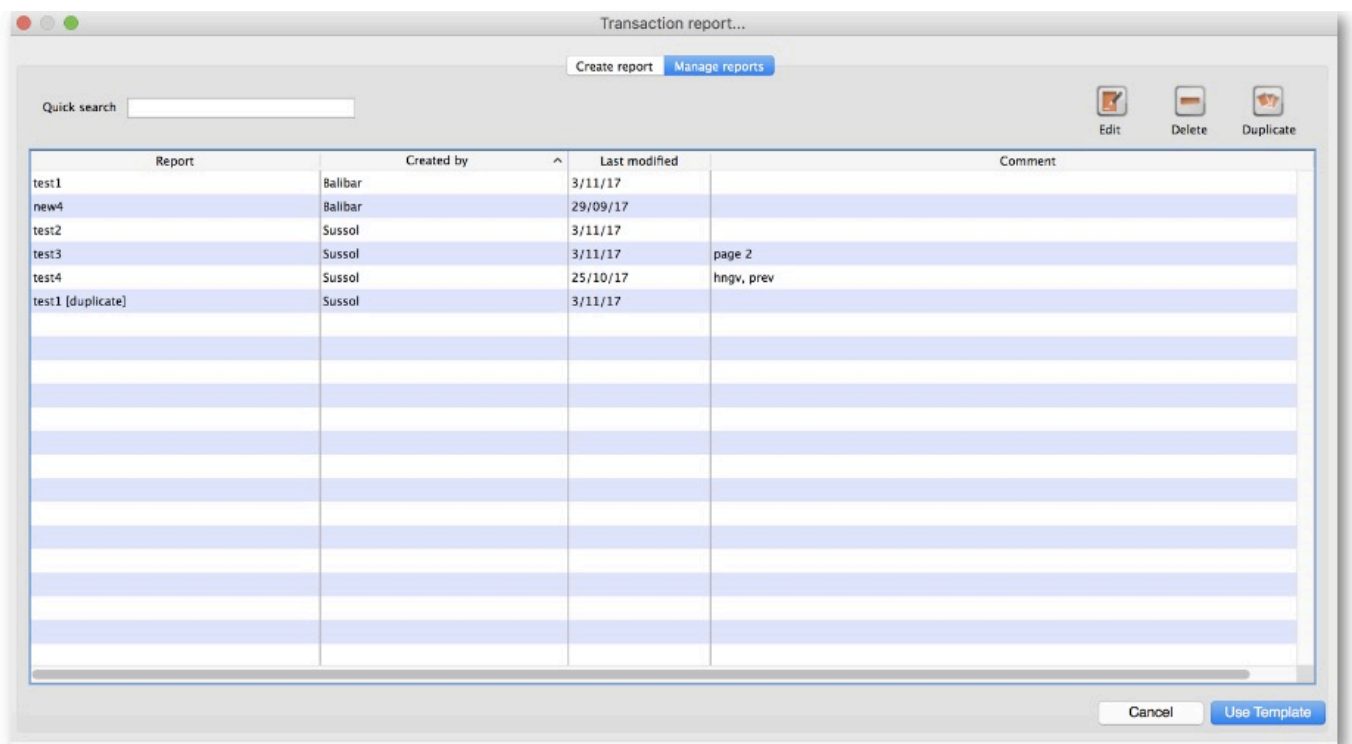 Transaction report...
Create report Manage reports
Quick search
Edit Delete Duplicate
Report Created by Last modified Comment
test1 Balibar 3/11/17
new4 Balibar 29/09/17
test2 Sussol 3/11/17
test3 Sussol 3/11/17 page 2
test4 Sussol 25/10/17 hngv, prev
test1 [duplicate] Sussol 3/11/17
Cancel Use Template